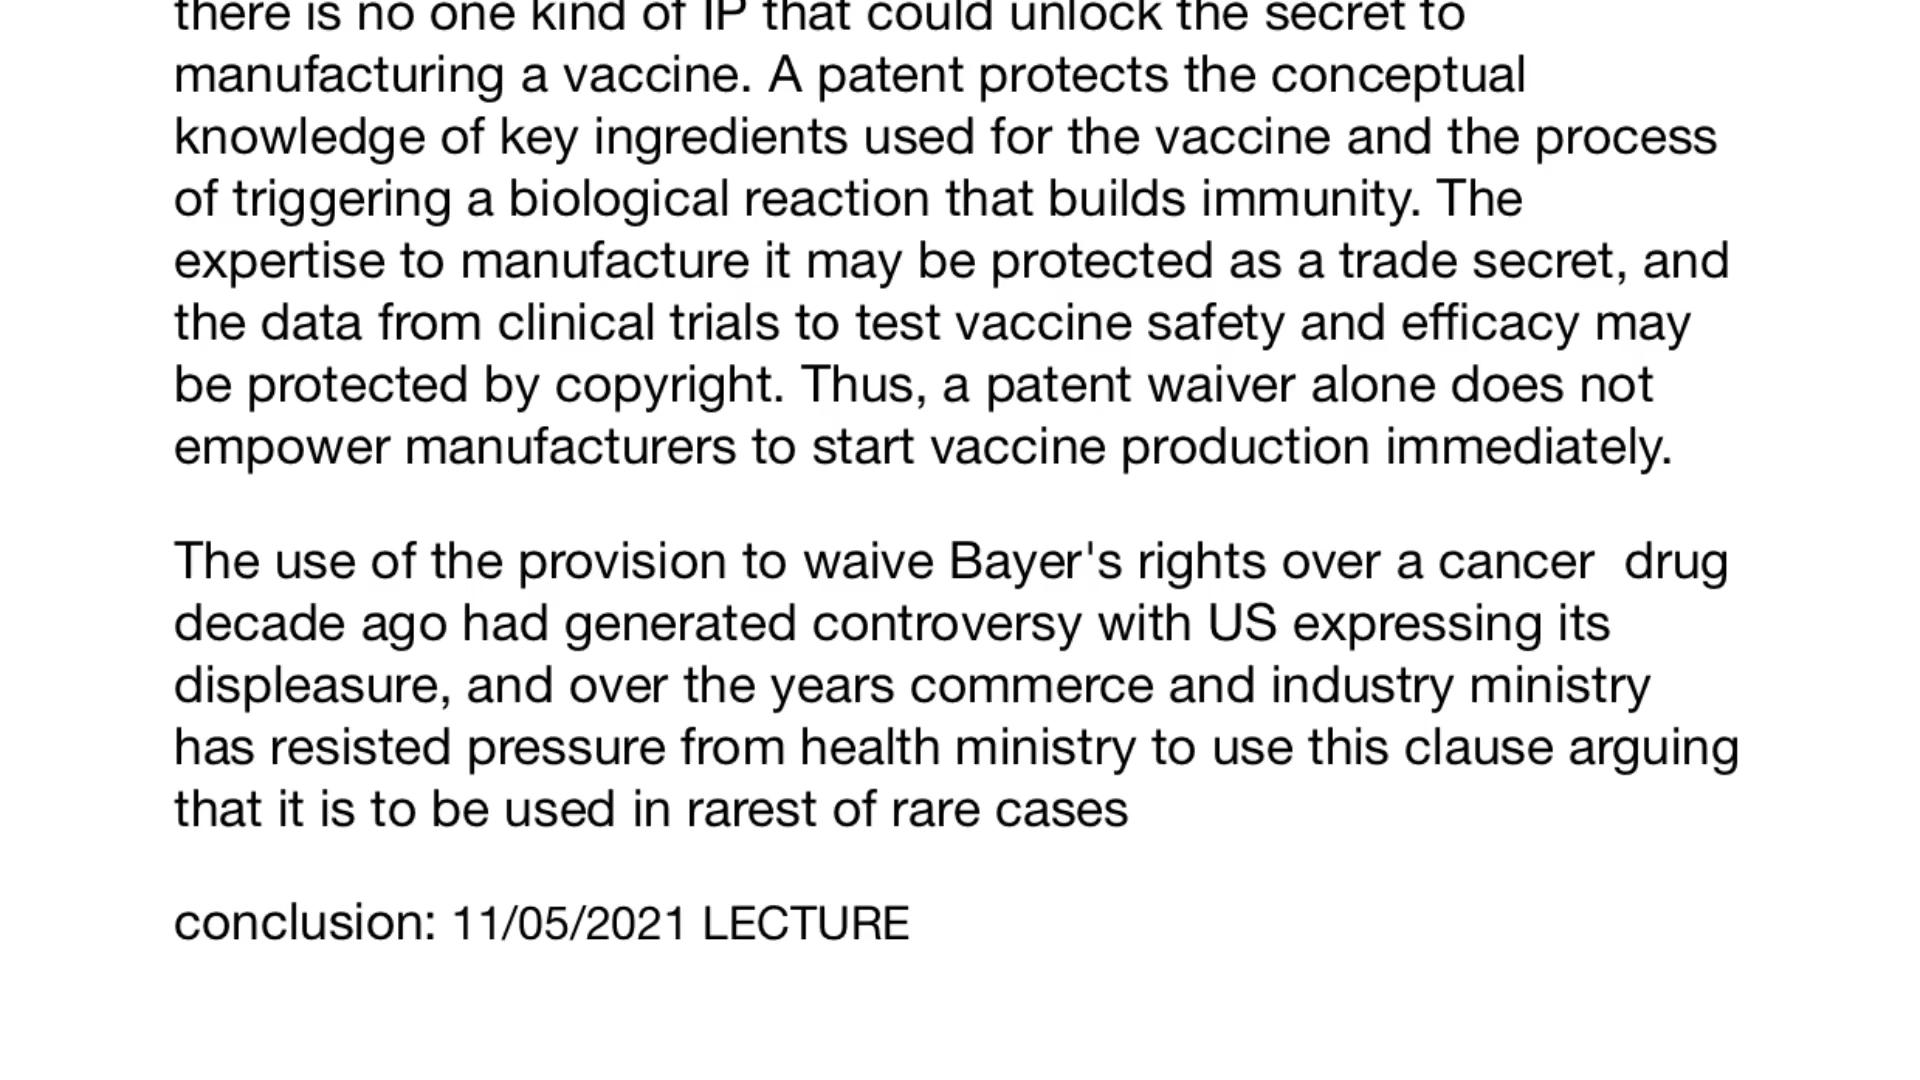 there is no one kind of IP that could unlock the secret to
manufacturing a vaccine. A patent protects the conceptual
knowledge of key ingredients used for the vaccine and the process
of triggering a biological reaction that builds immunity. The
expertise to manufacture it may be protected as a trade secret, and
the data from clinical trials to test vaccine safety and efficacy may
be protected by copyright. Thus, a patent waiver alone does not
empower manufacturers to start vaccine production immediately.
The use of the provision to waive Bayer's rights over a cancer  drug
decade ago had generated controversy with US expressing its
displeasure, and over the years commerce and industry ministry
has resisted pressure from health ministry to use this clause arguing
that it is to be used in rarest of rare cases
conclusion: 11/05/2021 LECTURE